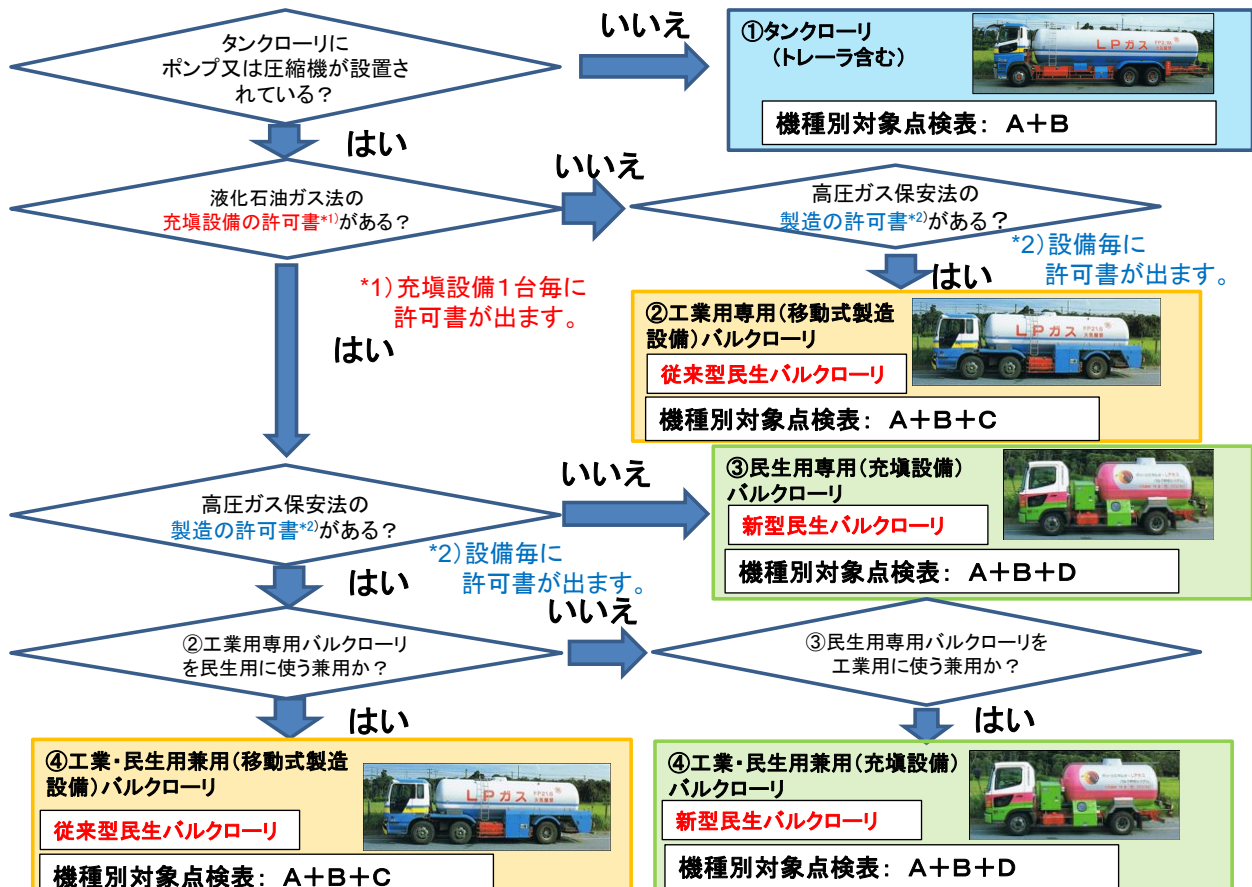 タンクローリに
ポンプ又は圧縮機が設置さ
れている？
いいえ
①タンクローリ
（トレーラ含む）
ＬＰガス
機種別対象点検表： Ａ＋Ｂ
はい
液化石油ガス法の
充塡設備の許可書*1)がある？
いいえ
高圧ガス保安法の
製造の許可書*2)がある？
*1)充塡設備１台毎に
許可書が出ます。
はい
*2)設備毎に
許可書が出ます。
はい
②工業用専用（移動式製造
設備）バルクローリ
ＬＰガス
従来型民生バルクローリ
機種別対象点検表： Ａ＋Ｂ＋Ｃ
高圧ガス保安法の
製造の許可書*2)がある？
いいえ
③民生用専用（充塡設備）
バルクローリ
新型民生バルクローリ
機種別対象点検表： Ａ＋Ｂ＋Ｄ
*2)設備毎に
許可書が出ます。
はい
②工業用専用バルクローリ
を民生用に使う兼用か？
いいえ
③民生用専用バルクローリを
工業用に使う兼用か？
はい
はい
④工業・民生用兼用（移動式製造
設備）バルクローリ
ＬＰガス
従来型民生バルクローリ
機種別対象点検表： Ａ＋Ｂ＋Ｃ
④工業・民生用兼用（充塡設備）
バルクローリ
新型民生バルクローリ
機種別対象点検表： Ａ＋Ｂ＋Ｄ